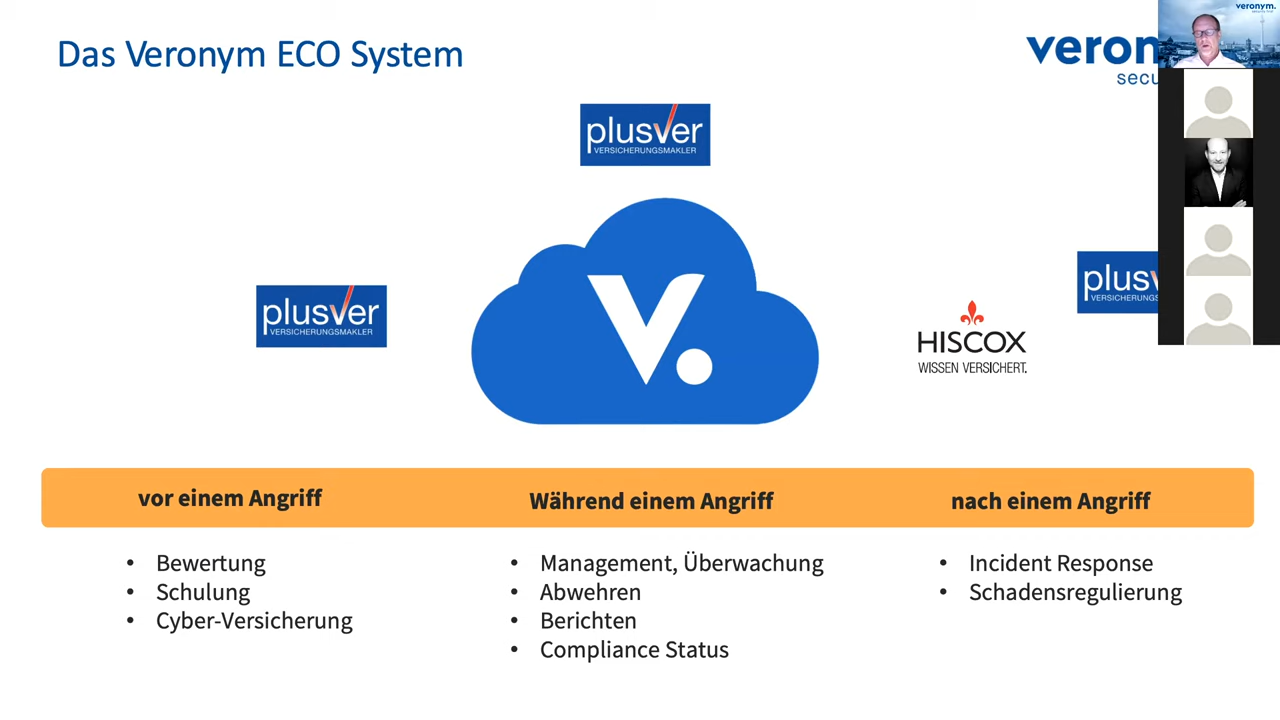 Das Veronym ECO System
veron
secu
veronym.
plusver
VERSICHERUNGSMAKLER
plusver
VERSICHERUNGSMAKLER
V.
HISCOX
WISSEN VERSICHERT.
plusv
VERSICHERUNGS
vor einem Angriff
Während einem Angriff
nach einem Angriff
• Bewertung
• Schulung
• Cyber-Versicherung
• Management, Überwachung
• Abwehren
• Berichten
• Compliance Status
• Incident Response
• Schadensregulierung